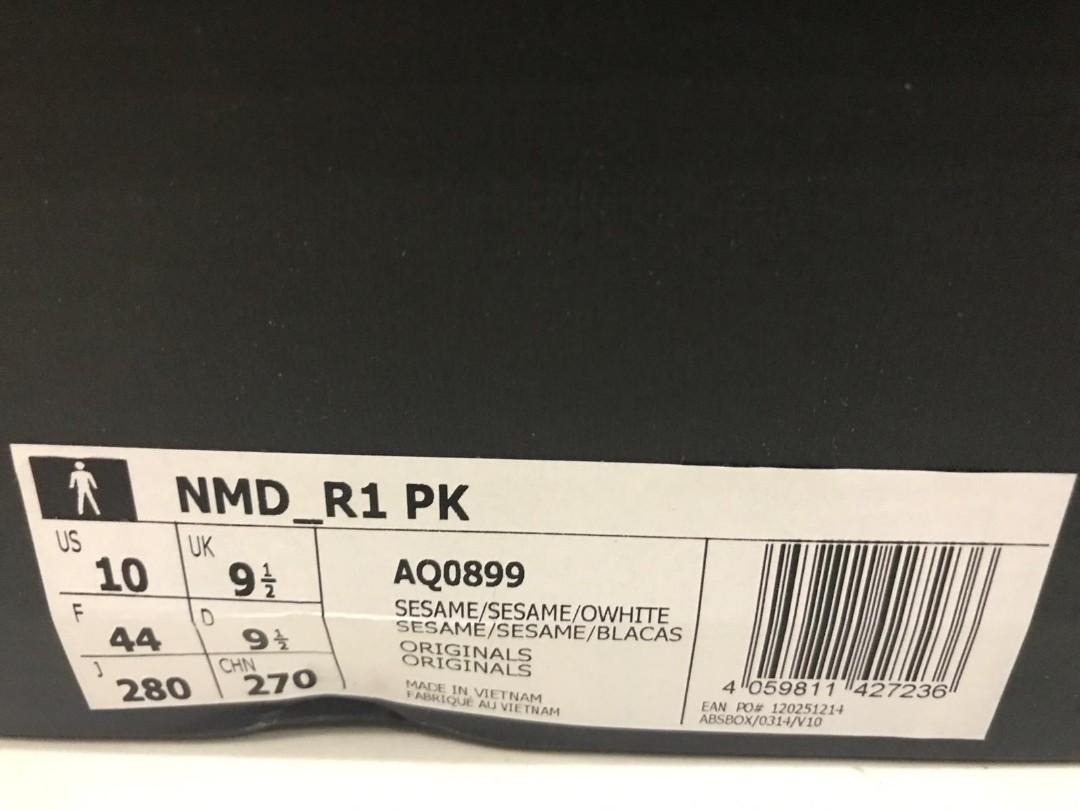 NMD_R1 PK
US 10
UK 9½
F 44
D 9½
J 280
CHN 270
AQ0899
SESAME/SESAME/OWHITE
SESAME/SESAME/BLACAS
ORIGINALS
ORIGINALS
MADE IN VIETNAM
FABRIQUÉ AU VIETNAM
4 059811 427236
EAN PO# 120251214
ABSBOX/0314/V10